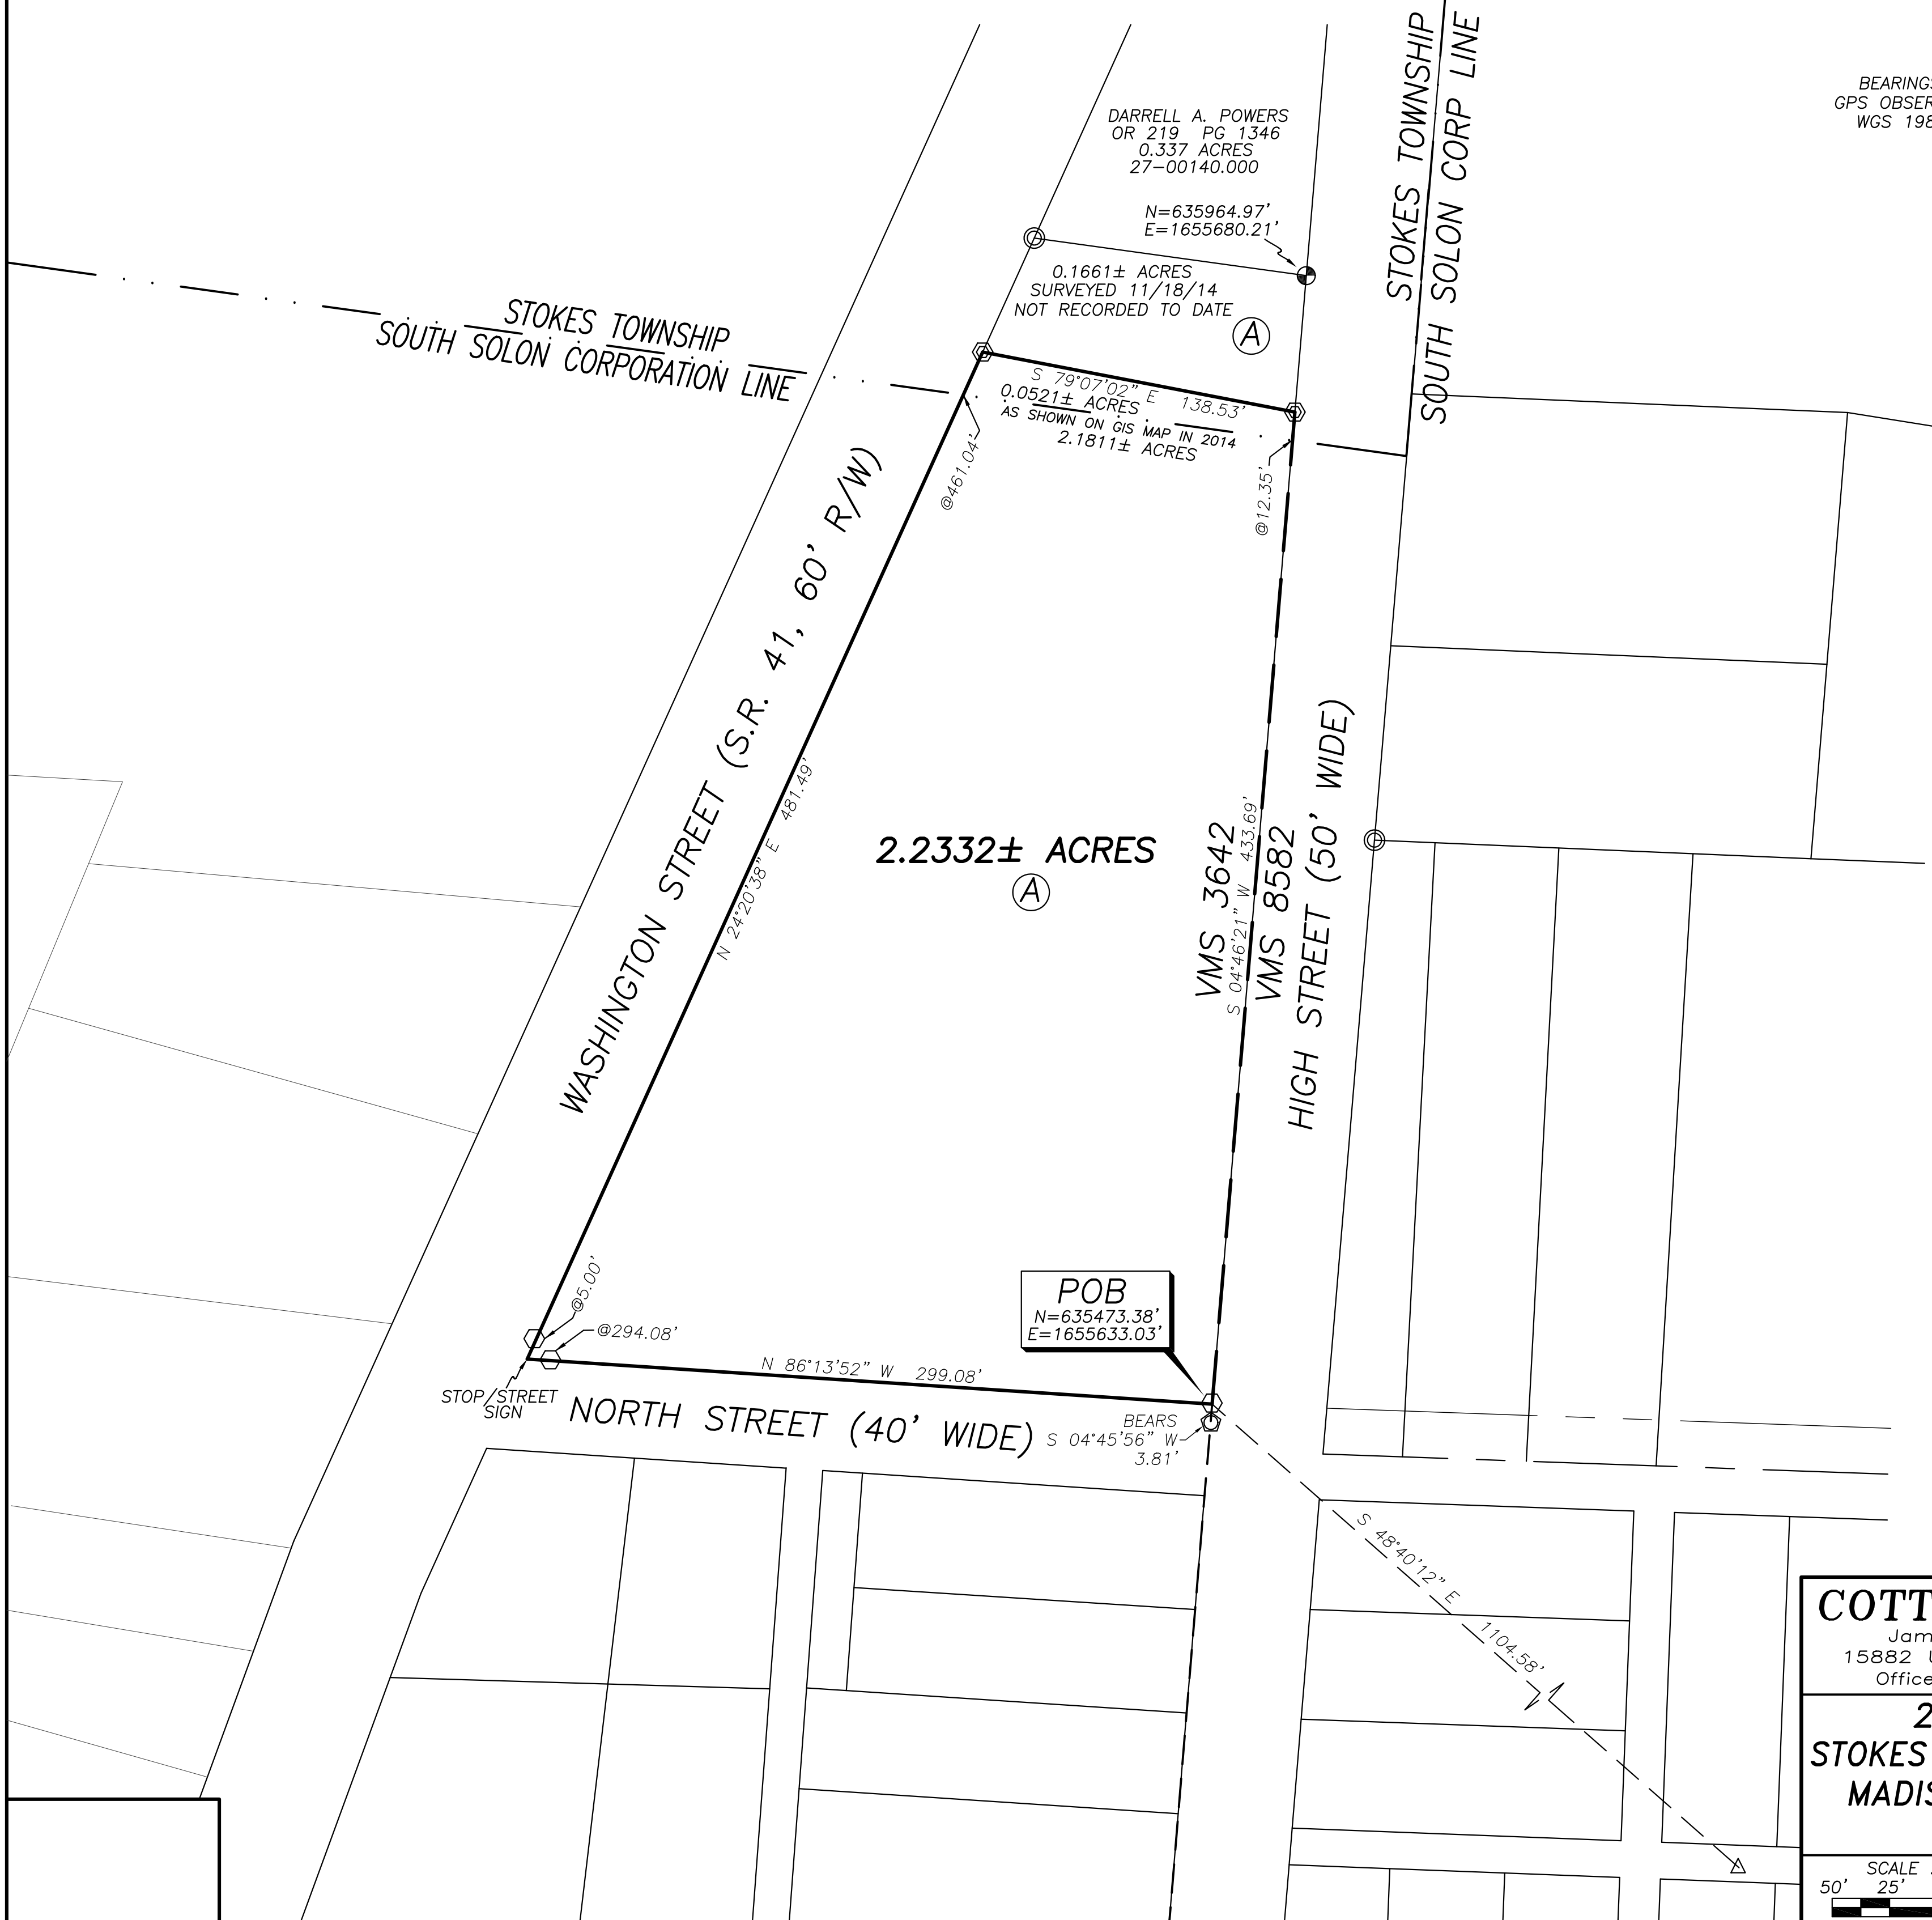 STOKES TOWNSHIP
SOUTH SOLON CORP LINE
DARRELL A. POWERS
OR 219 PG 1346
0.337 ACRES
27-00140.000
N=635964.97'
E=1655680.21'
0.1661± ACRES
SURVEYED 11/18/14
NOT RECORDED TO DATE
A
STOKES TOWNSHIP
SOUTH SOLON CORPORATION LINE
S 79°07'02" E 138.53'
0.0521± ACRES
AS SHOWN ON GIS MAP IN 2014
2.1811± ACRES
@461.04'
@12.35'
WASHINGTON STREET (S.R. 41, 60' R/W)
N 24°20'38" E 481.49'
2.2332± ACRES
A
VMS 3642
S 04°46'21" W 433.69'
VMS 8582
HIGH STREET (50' WIDE)
@5.00'
@294.08'
POB
N=635473.38'
E=1655633.03'
N 86°13'52" W 299.08'
STOP/STREET
SIGN
NORTH STREET (40' WIDE)
BEARS
S 04°45'56" W
3.81'
S 48°40'12" E 1104.58'
BEARING
GPS OBSER
WGS 198
COTT
Jam
15882
Office
2
STOKES
MADIS
SCALE
50' 25'